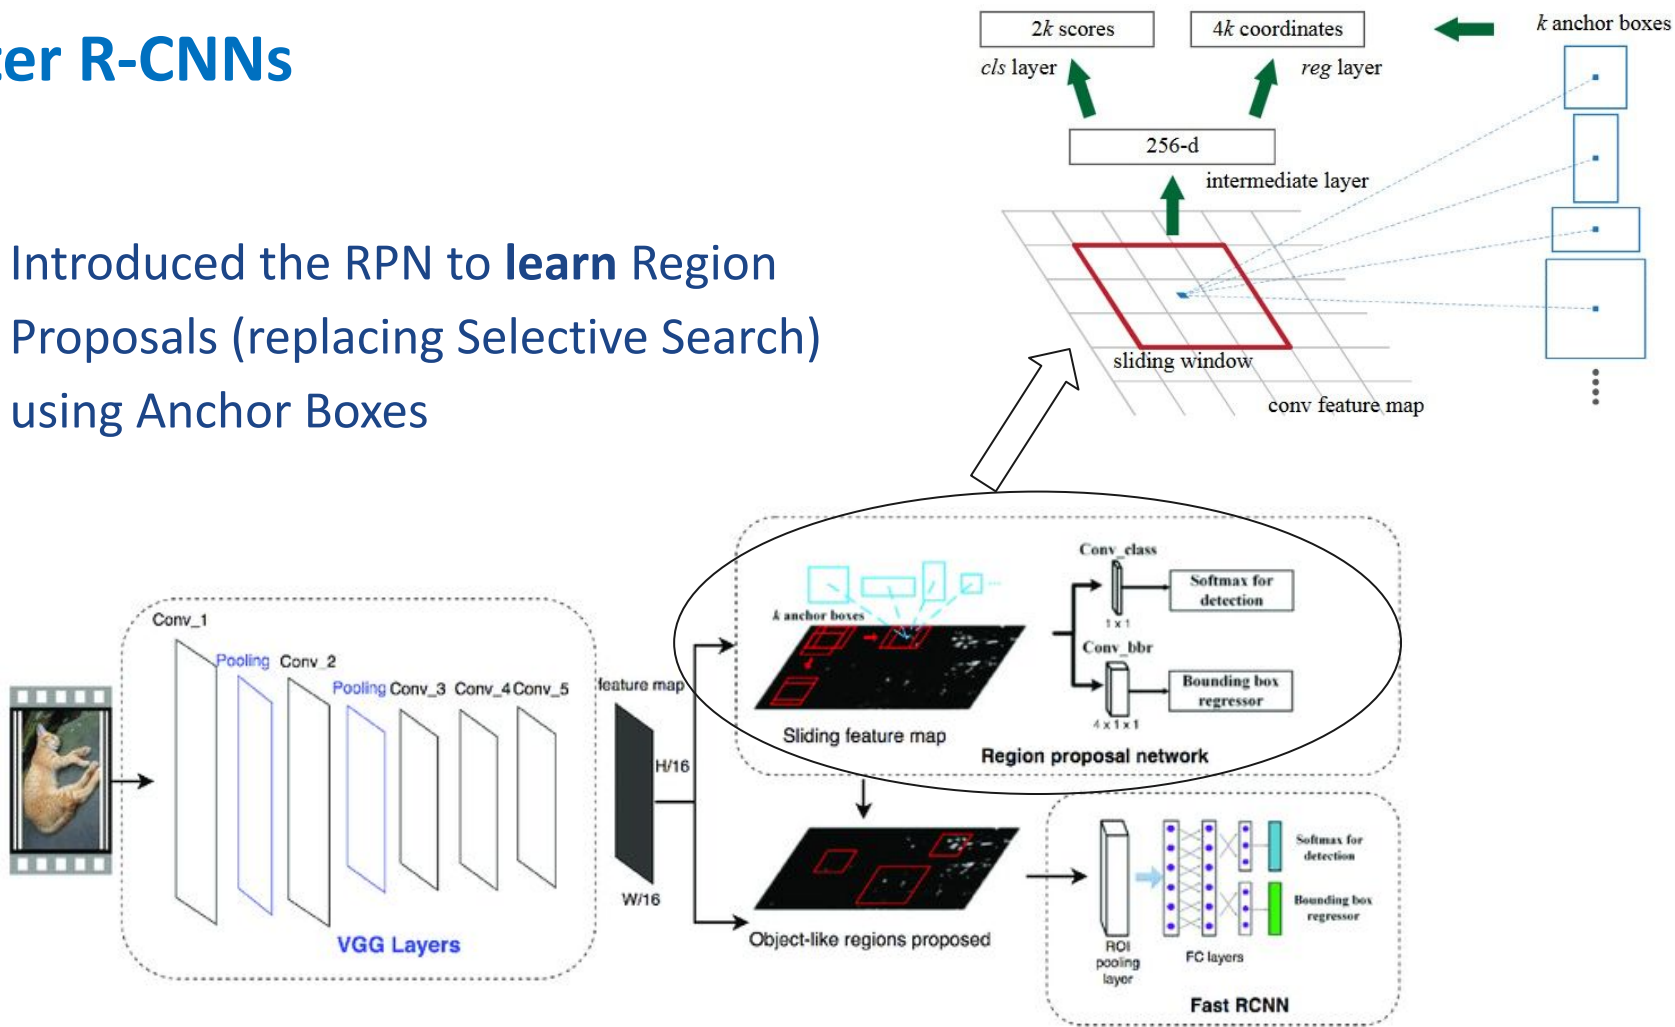 ter R-CNNs
Introduced the RPN to learn Region
Proposals (replacing Selective Search)
using Anchor Boxes
2k scores
4k coordinates
k anchor boxes
cls layer
reg layer
256-d
intermediate layer
sliding window
conv feature map
Conv_1
Pooling
Conv_2
Pooling
Conv_3
Conv_4
Conv_5
VGG Layers
feature map
H/16
W/16
k anchor boxes
Sliding feature map
Conv_class
1 x 1
Softmax for
detection
Conv_bbr
4 x 1 x 1
Bounding box
regressor
Region proposal network
Object-like regions proposed
ROI
pooling
layer
FC layers
Softmax for
detection
Bounding box
regressor
Fast RCNN